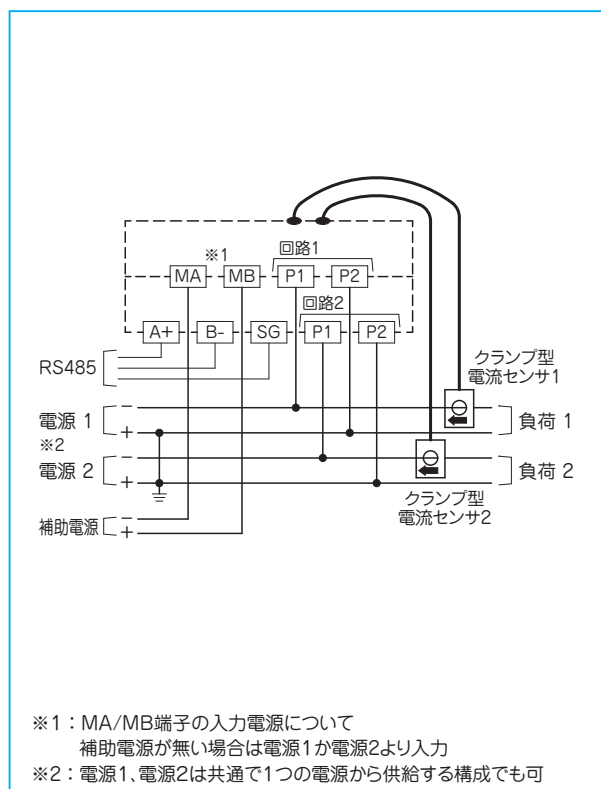 ※1
回路1
MA
MB
P1
P2
回路2
A+
B-
SG
P1
P2
RS485
クランプ型
電流センサ1
電源 1
−
+
負荷 1
※2
電源 2
−
+
負荷 2
クランプ型
電流センサ2
補助電源
−
+
※1：MA/MB端子の入力電源について
補助電源が無い場合は電源1か電源2より入力
※2：電源1、電源2は共通で1つの電源から供給する構成でも可